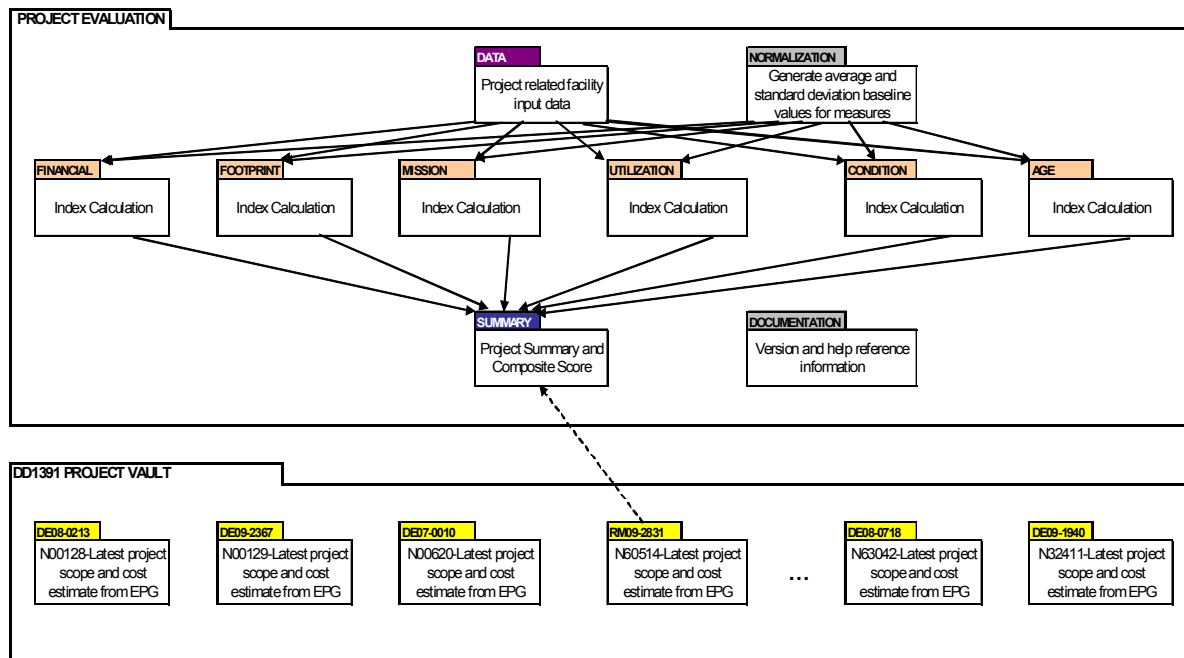 PROJECT EVALUATION
DATA
Project related facility
input data
NORMALIZATION
Generate average and
standard deviation baseline
values for measures
FINANCIAL
Index Calculation
FOOTPRINT
Index Calculation
MISSION
Index Calculation
UTILIZATION
Index Calculation
CONDITION
Index Calculation
AGE
Index Calculation
SUMMARY
Project Summary and
Composite Score
DOCUMENTATION
Version and help reference
information
DD1391 PROJECT VAULT
DE08-0213
N00128-Latest project
scope and cost
estimate from EPG
DE09-2367
N00129-Latest project
scope and cost
estimate from EPG
DE07-0010
N00620-Latest project
scope and cost
estimate from EPG
RM09-2831
N60514-Latest project
scope and cost
estimate from EPG
...
DE08-0718
N63042-Latest project
scope and cost
estimate from EPG
DE09-1940
N32411-Latest project
scope and cost
estimate from EPG